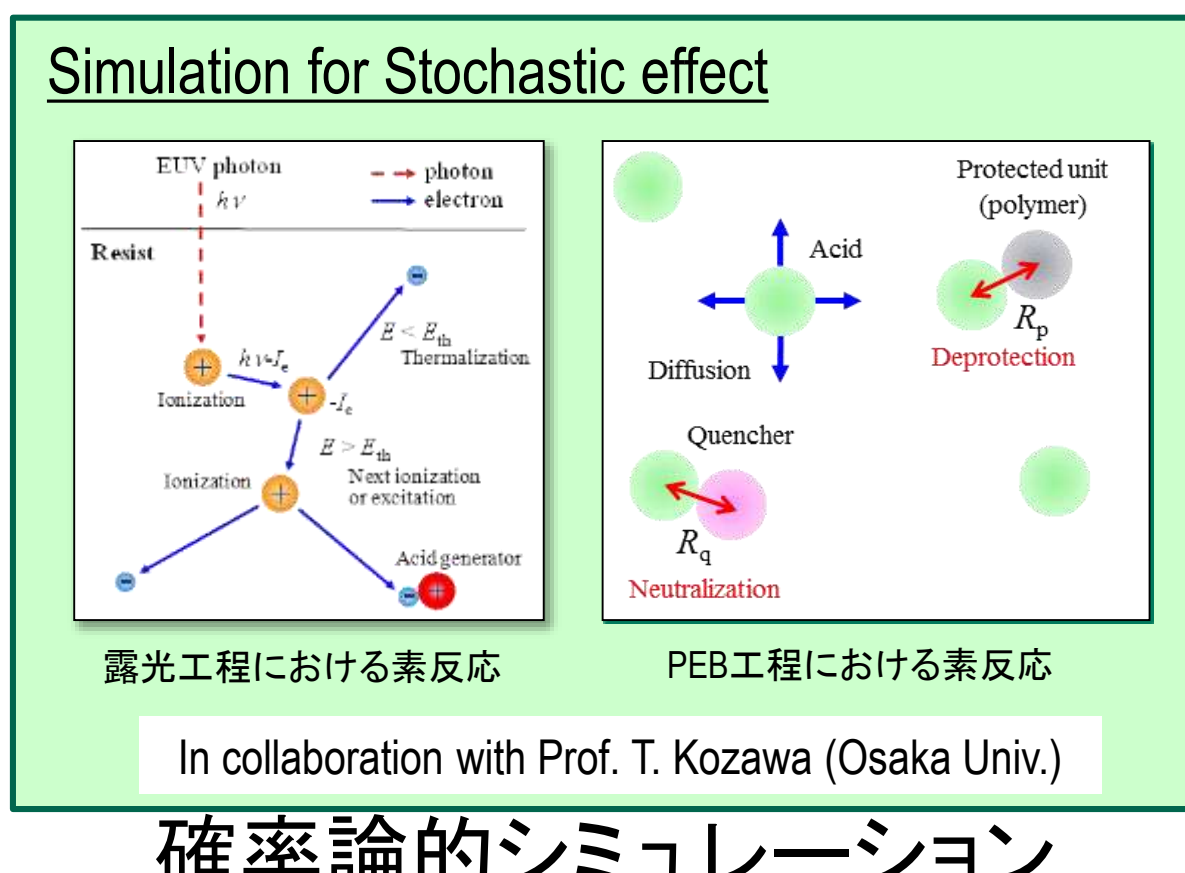 Simulation for Stochastic effect
EUV photon
hν
photon
electron
Resist
hν-Ie
Ionization
-Ie
E < Eth
Thermalization
E > Eth
Next ionization
or excitation
Ionization
Acid generator
Protected unit
(polymer)
Acid
Rp
Deprotection
Diffusion
Quencher
Rq
Neutralization
露光工程における素反応
PEB工程における素反応
In collaboration with Prof. T. Kozawa (Osaka Univ.)
確率論的シミュレーション